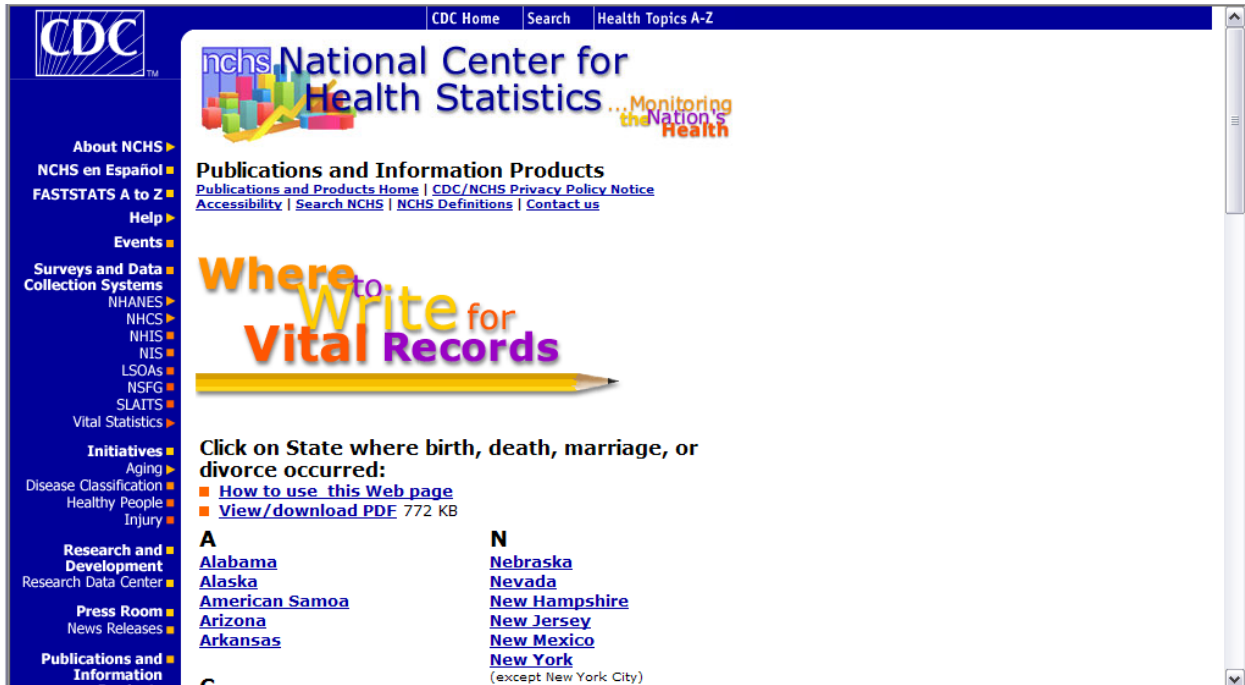 CDC Home Search Health Topics A-Z
CDC
TM
nchs National Center for
Health Statistics ...Monitoring
the Nation's
Health
About NCHS
NCHS en Español
FASTSTATS A to Z
Help
Events
Surveys and Data
Collection Systems
NHANES
NHCS
NHIS
NIS
LSOAs
NSFG
SLAITS
Vital Statistics
Initiatives
Aging
Disease Classification
Healthy People
Injury
Research and
Development
Research Data Center
Press Room
News Releases
Publications and
Information
Publications and Information Products
Publications and Products Home | CDC/NCHS Privacy Policy Notice
Accessibility | Search NCHS | NCHS Definitions | Contact us
Where to
Write for
Vital Records
Click on State where birth, death, marriage, or
divorce occurred:
How to use this Web page
View/download PDF 772 KB
A
Alabama
Alaska
American Samoa
Arizona
Arkansas
N
Nebraska
Nevada
New Hampshire
New Jersey
New Mexico
New York
(except New York City)